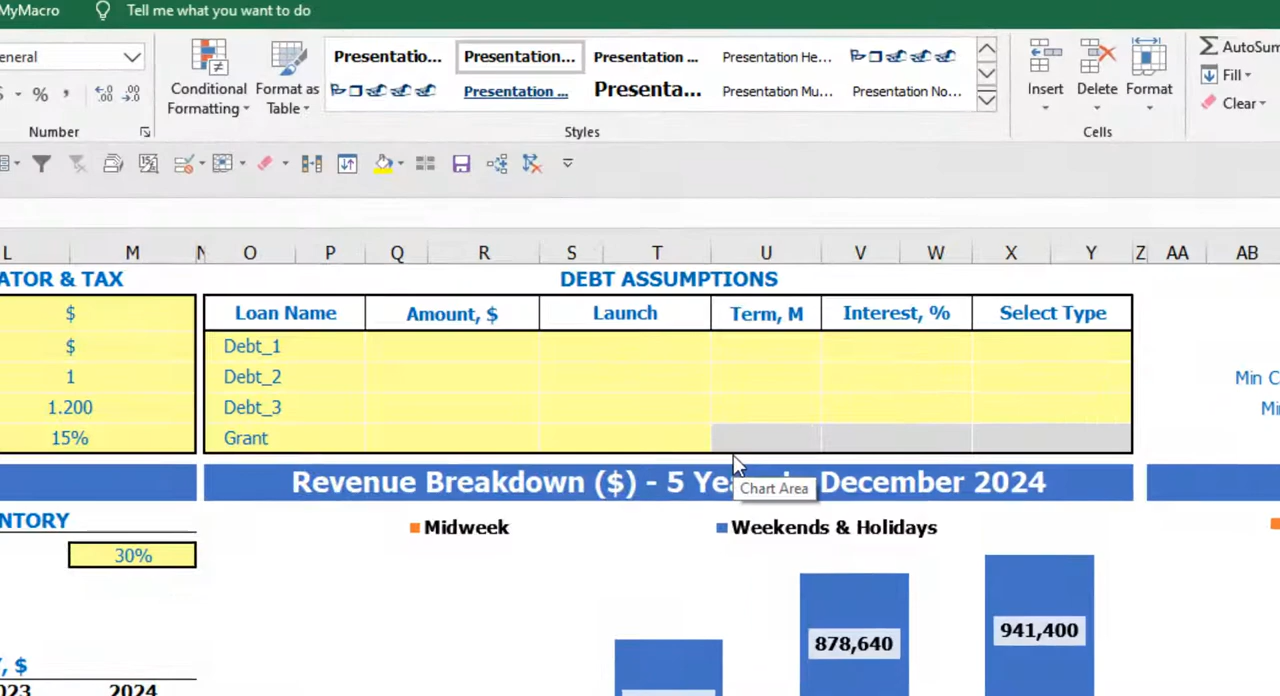 MyMacro Tell me what you want to do
eneral
Presentatio... Presentation... Presentation ... Presentation He...
Presentation ... Presenta... Presentation Mu... Presentation No...
Conditional Formatting
Format as Table
Insert Delete Format
AutoSum
Fill
Clear
% ,
Number Styles Cells
L M N O P Q R S T U V W X Y Z AA AB
ATOR & TAX DEBT ASSUMPTIONS
$ Loan Name Amount, $ Launch Term, M Interest, % Select Type
$ Debt_1
1 Debt_2 Min C
1.200 Debt_3 Mi
15% Grant
Revenue Breakdown ($) - 5 Ye December 2024
Chart Area
NTORY
Midweek Weekends & Holidays
30%
878,640 941,400
, $
023 2024